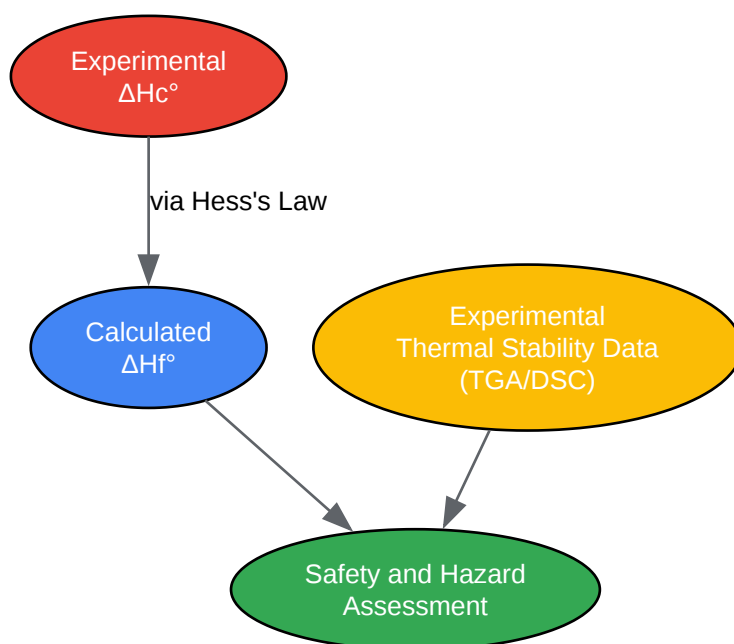 Experimental
ΔHc°
via Hess's Law
Calculated
ΔHf°
Experimental
Thermal Stability Data
(TGA/DSC)
Safety and Hazard
Assessment